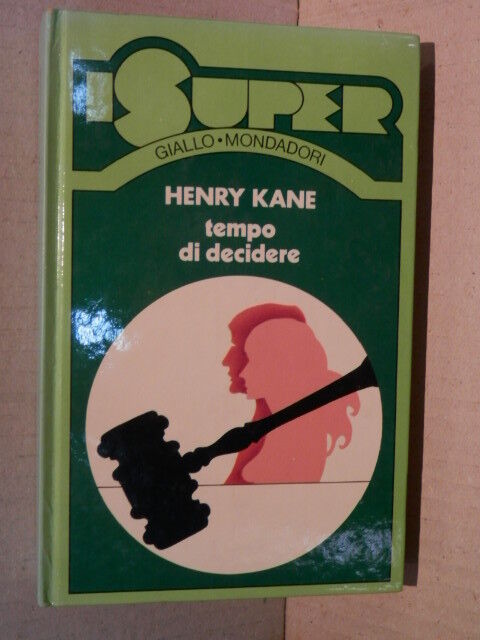 I SUPER
GIALLO • MONDADORI
HENRY KANE
tempo
di decidere